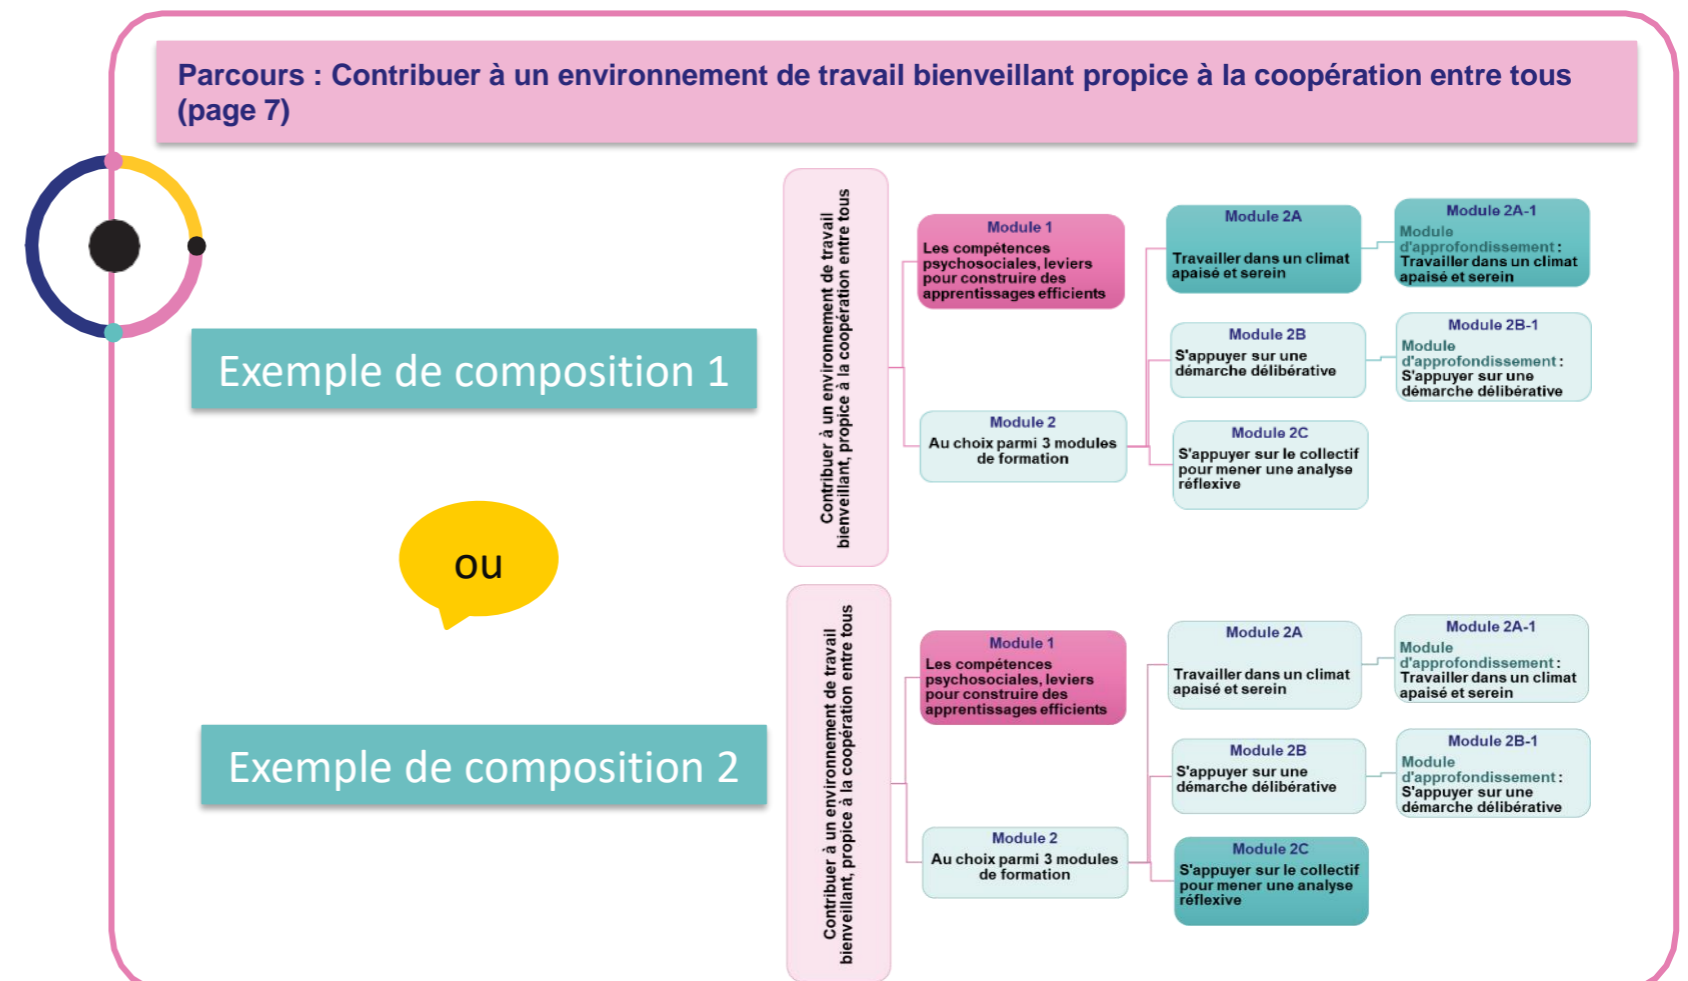 Parcours : Contribuer à un environnement de travail bienveillant propice à la coopération entre tous
(page 7)
Exemple de composition 1
Contribuer à un environnement de travail
bienveillant, propice à la coopération entre tous
Module 1
Les compétences
psychosociales, leviers
pour construire des
apprentissages efficients
Module 2
Au choix parmi 3 modules
de formation
Module 2A
Travailler dans un climat
apaisé et serein
Module 2A-1
Module
d'approfondissement :
Travailler dans un climat
apaisé et serein
Module 2B
S'appuyer sur une
démarche délibérative
Module 2B-1
Module
d'approfondissement :
S'appuyer sur une
démarche délibérative
Module 2C
S'appuyer sur le collectif
pour mener une analyse
réflexive
ou
Exemple de composition 2
Contribuer à un environnement de travail
bienveillant, propice à la coopération entre tous
Module 1
Les compétences
psychosociales, leviers
pour construire des
apprentissages efficients
Module 2
Au choix parmi 3 modules
de formation
Module 2A
Travailler dans un climat
apaisé et serein
Module 2A-1
Module
d'approfondissement :
Travailler dans un climat
apaisé et serein
Module 2B
S'appuyer sur une
démarche délibérative
Module 2B-1
Module
d'approfondissement :
S'appuyer sur une
démarche délibérative
Module 2C
S'appuyer sur le collectif
pour mener une analyse
réflexive